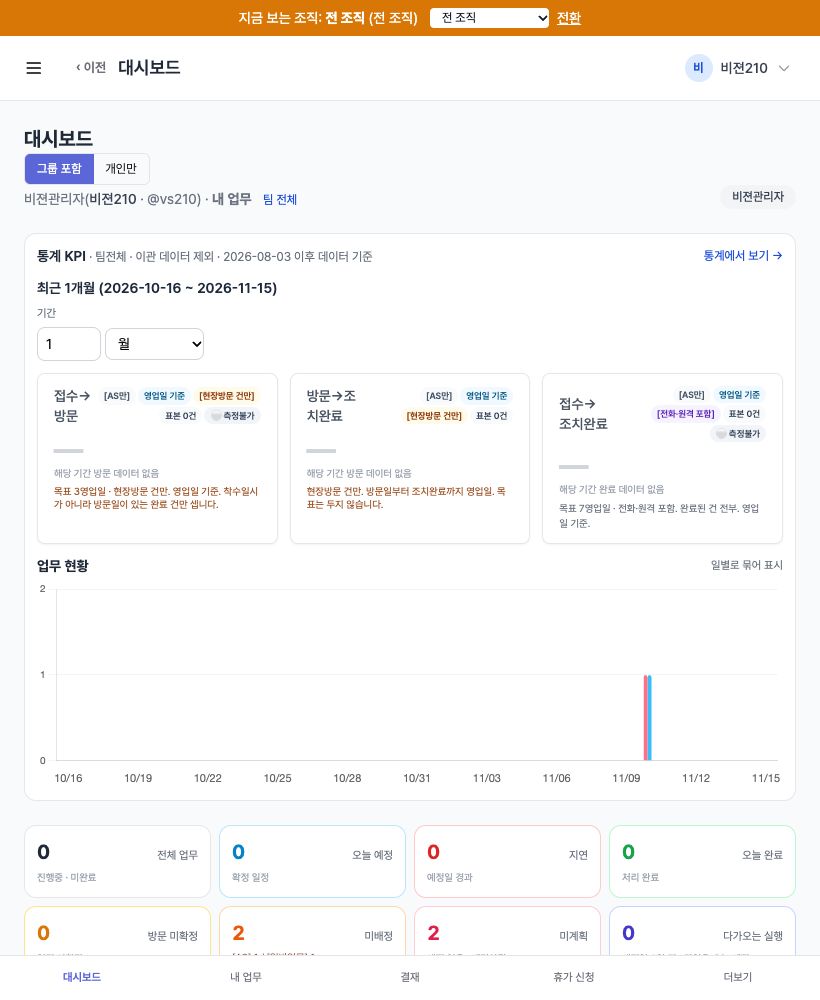 지금 보는 조직: 전 조직 (전 조직) 전 조직 전환
‹ 이전 대시보드 비 비젼210
대시보드
그룹 포함 개인만
비젼관리자(비젼210 · @vs210) · 내 업무 팀 전체 비젼관리자
통계 KPI · 팀전체 · 이관 데이터 제외 · 2026-08-03 이후 데이터 기준 통계에서 보기 →
최근 1개월 (2026-10-16 ~ 2026-11-15)
기간
1 월
접수→
방문
[AS만] 영업일 기준 [현장방문 건만]
표본 0건 측정불가
해당 기간 방문 데이터 없음
목표 3영업일 · 현장방문 건만. 영업일 기준. 착수일시
가 아니라 방문일이 있는 완료 건만 셉니다.
방문→조
치완료
[AS만] 영업일 기준
[현장방문 건만] 표본 0건
해당 기간 방문 데이터 없음
현장방문 건만. 방문일부터 조치완료까지 영업일. 목
표는 두지 않습니다.
접수→
조치완료
[AS만] 영업일 기준
[전화·원격 포함] 표본 0건
측정불가
해당 기간 완료 데이터 없음
목표 7영업일 · 전화·원격 포함. 완료된 건 전부. 영업
일 기준.
업무 현황 일별로 묶어 표시
2
1
0
10/16 10/19 10/22 10/25 10/28 10/31 11/03 11/06 11/09 11/12 11/15
0 전체 업무
진행중 · 미완료
0 오늘 예정
확정 일정
0 지연
예정일 경과
0 오늘 완료
처리 완료
0 방문 미확정
2 미배정
2 미계획
0 다가오는 실행
대시보드 내 업무 결재 휴가 신청 더보기